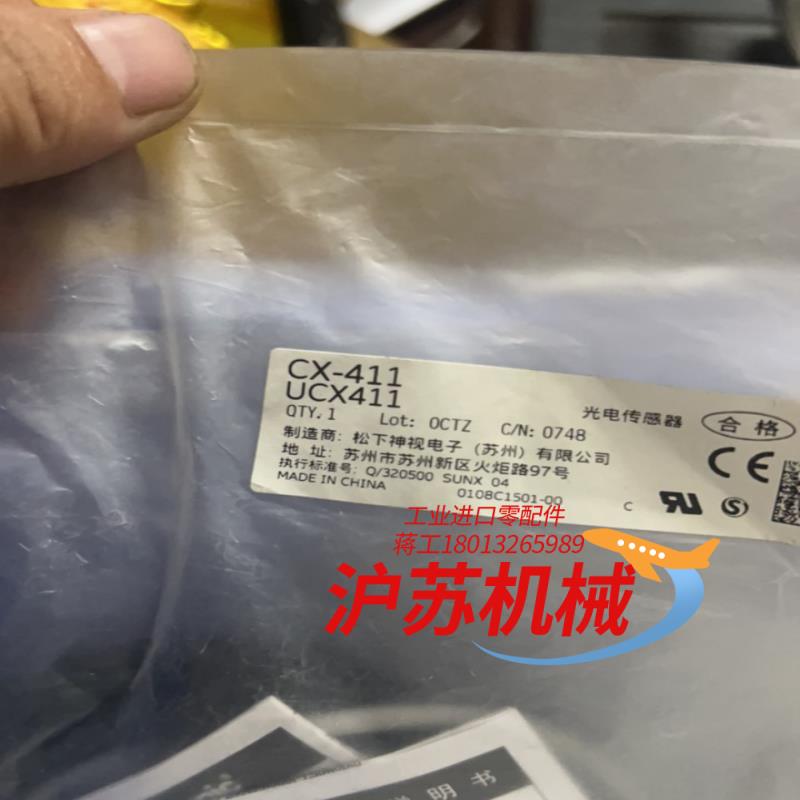 CX-411
UCX411
QTY.1 Lot: OCTZ C/N: 0748
光电传感器
合格
制造商: 松下神视电子 (苏州) 有限公司
地 址: 苏州市苏州新区火炬路97号
执行标准号: Q/320500 SUNX 04
MADE IN CHINA
0108C1501-00
CE
C
S
工业进口零配件
蒋工18013265989
沪苏机械
明书